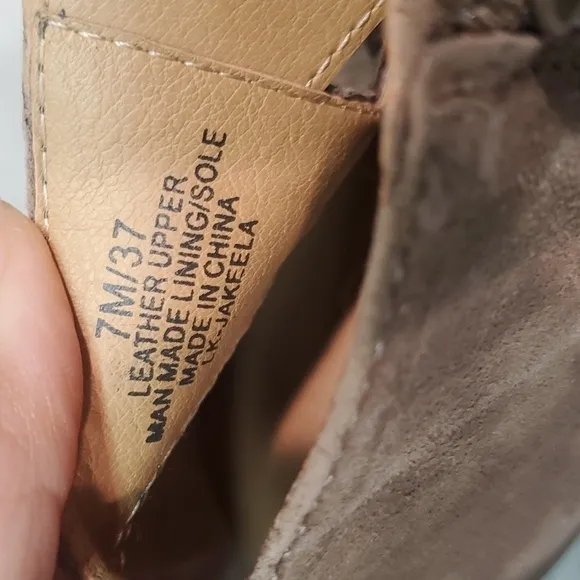 7M/37
LEATHER UPPER
MAN MADE LINING/SOLE
MADE IN CHINA
LK-JAKEELA